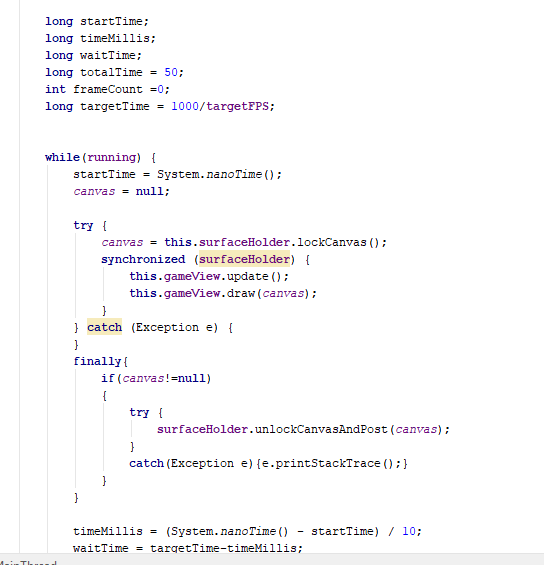 long startTime;
long timeMillis;
long waitTime;
long totalTime = 50;
int frameCount =0;
long targetTime = 1000/targetFPS;
while(running) {
startTime = System.nanoTime();
canvas = null;
try {
canvas = this.surfaceHolder.lockCanvas();
synchronized (surfaceHolder) {
this.gameView.update();
this.gameView.draw(canvas);
}
} catch (Exception e) {
}
finally{
if(canvas!=null)
{
try {
surfaceHolder.unlockCanvasAndPost(canvas);
}
catch(Exception e){e.printStackTrace();}
}
}
timeMillis = (System.nanoTime() - startTime) / 10;
waitTime = targetTime-timeMillis;
MainThread